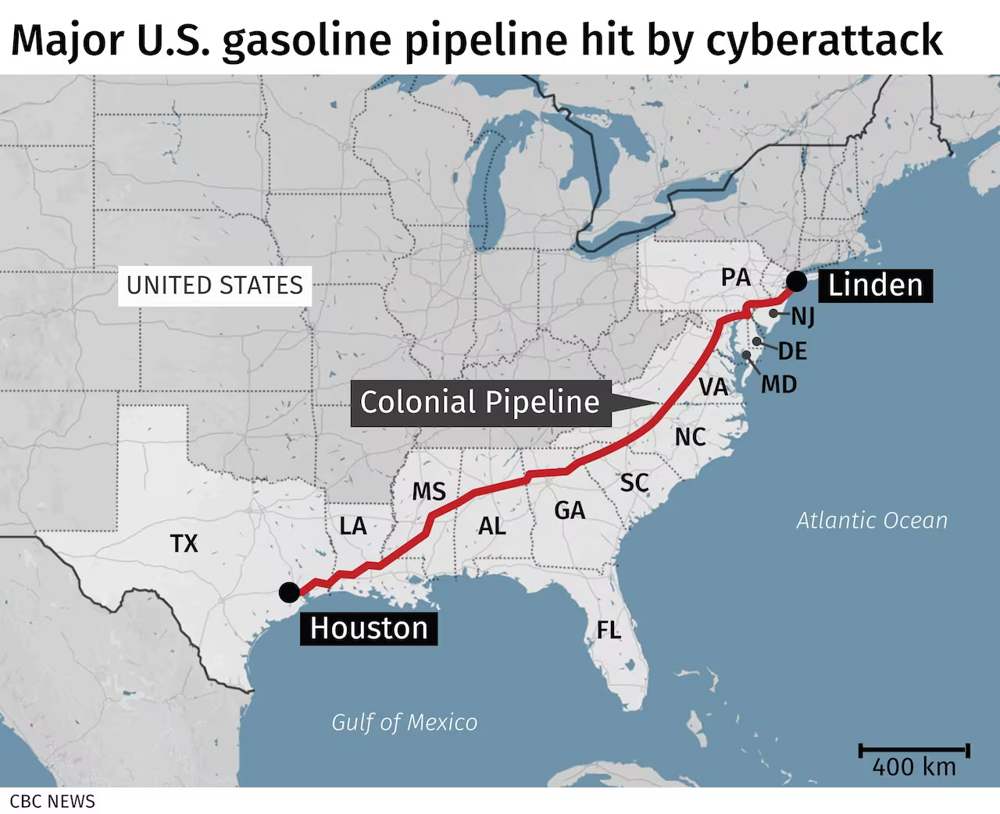 Major U.S. gasoline pipeline hit by cyberattack
UNITED STATES
PA
Linden
NJ
DE
MD
VA
Colonial Pipeline
NC
SC
MS
GA
AL
LA
TX
Atlantic Ocean
Houston
FL
Gulf of Mexico
400 km
CBC NEWS